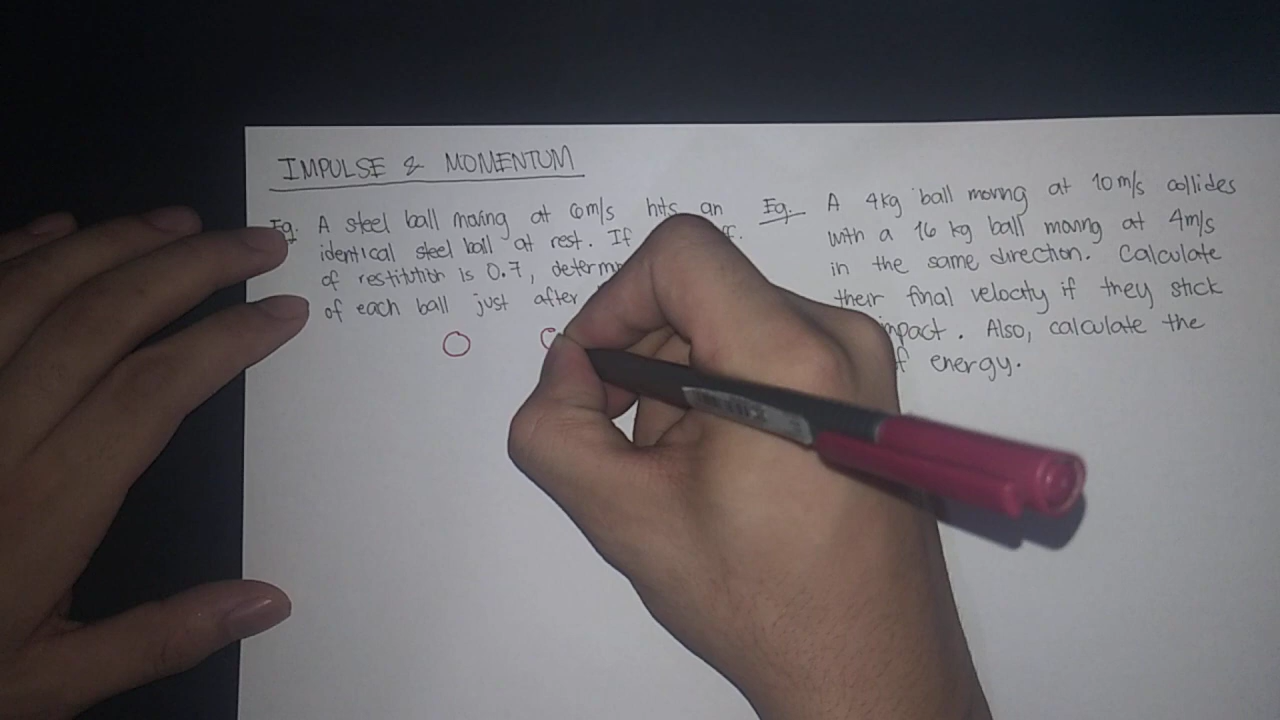 IMPULSE & MOMENTUM
Eg. A steel ball moving at 6m/s hits an
identical steel ball at rest. If
of restitution is 0.7,
of each ball just after
Eg A 4kg ball moving at 10m/s collides
with a 16 kg ball moving at 4m/s
in the same direction. Calculate
their final velocity if they stick
Also, calculate the
energy.